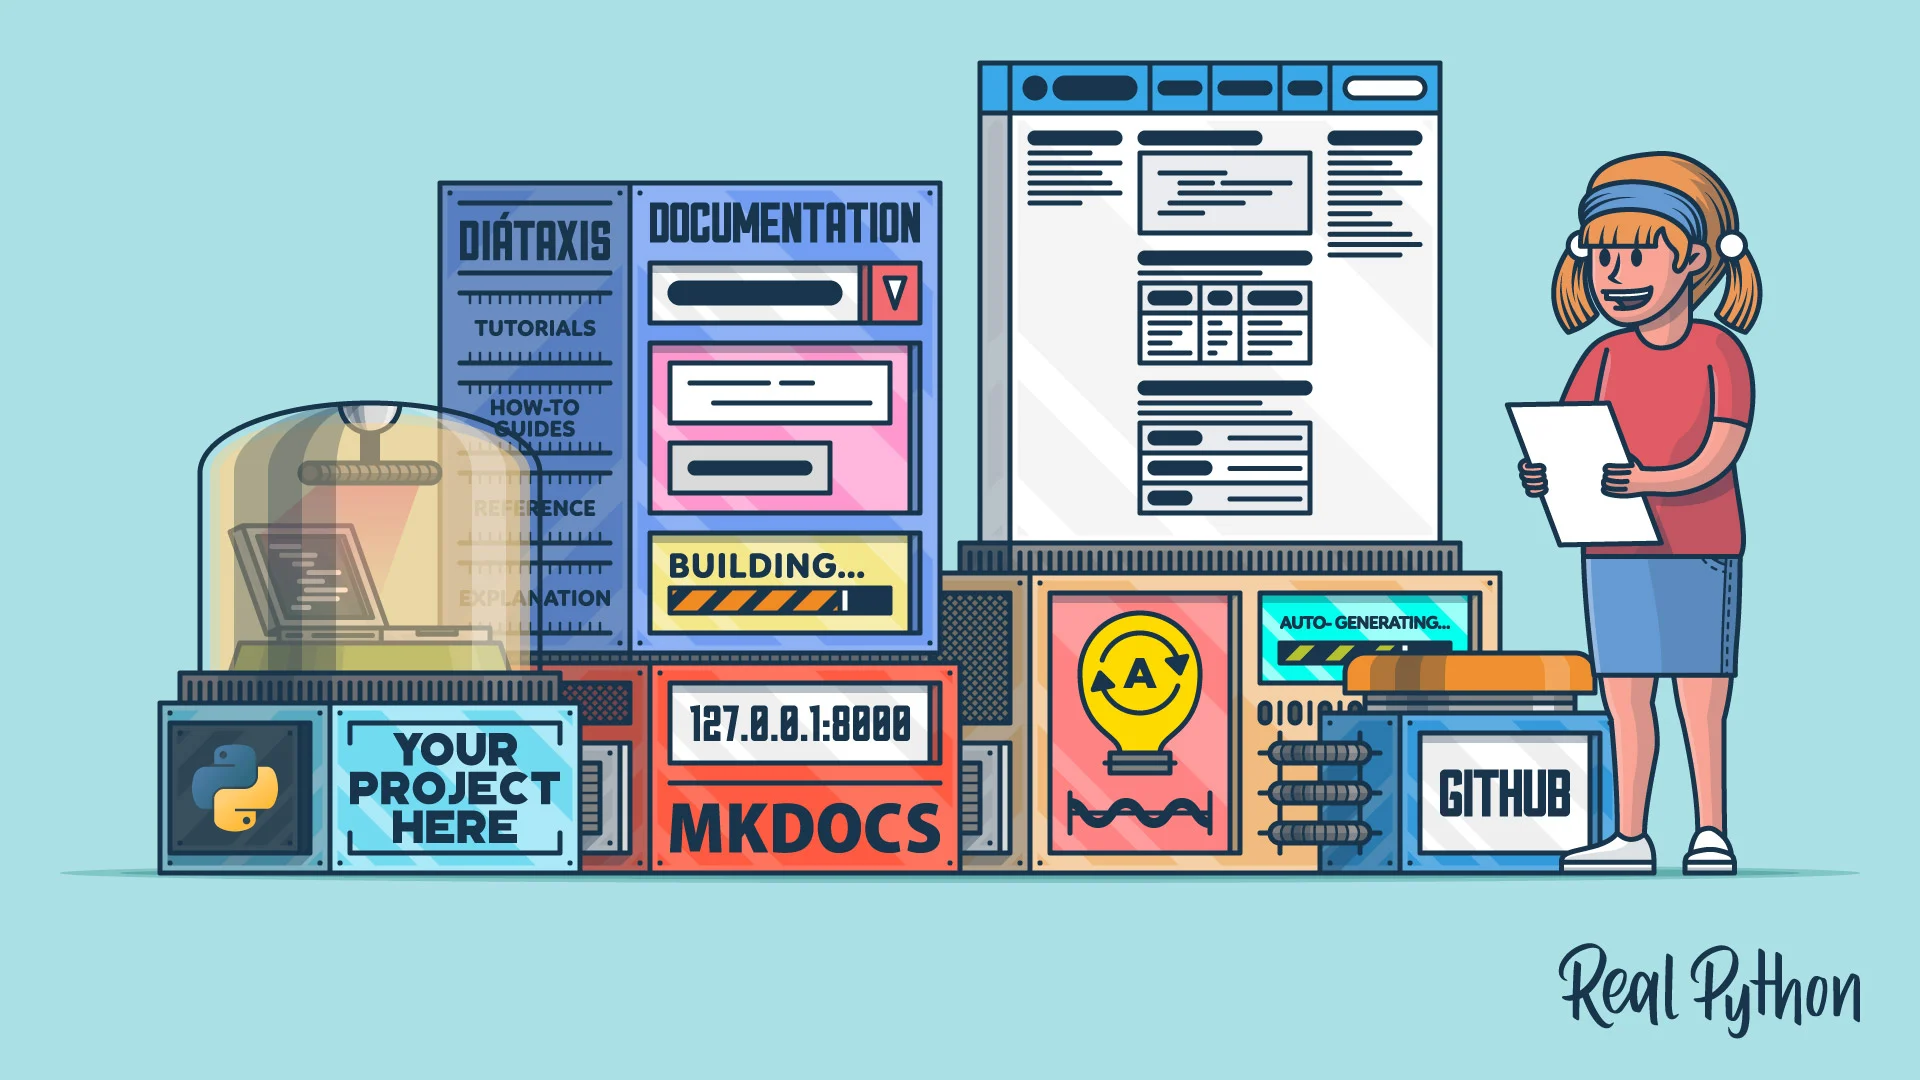 DIÁTAXIS
TUTORIALS
HOW-TO
GUIDES
REFERENCE
EXPLANATION
DOCUMENTATION
BUILDING...
AUTO- GENERATING...
A
YOUR
PROJECT
HERE
127.0.0.1:8000
MKDOCS
GITHUB
Real Python